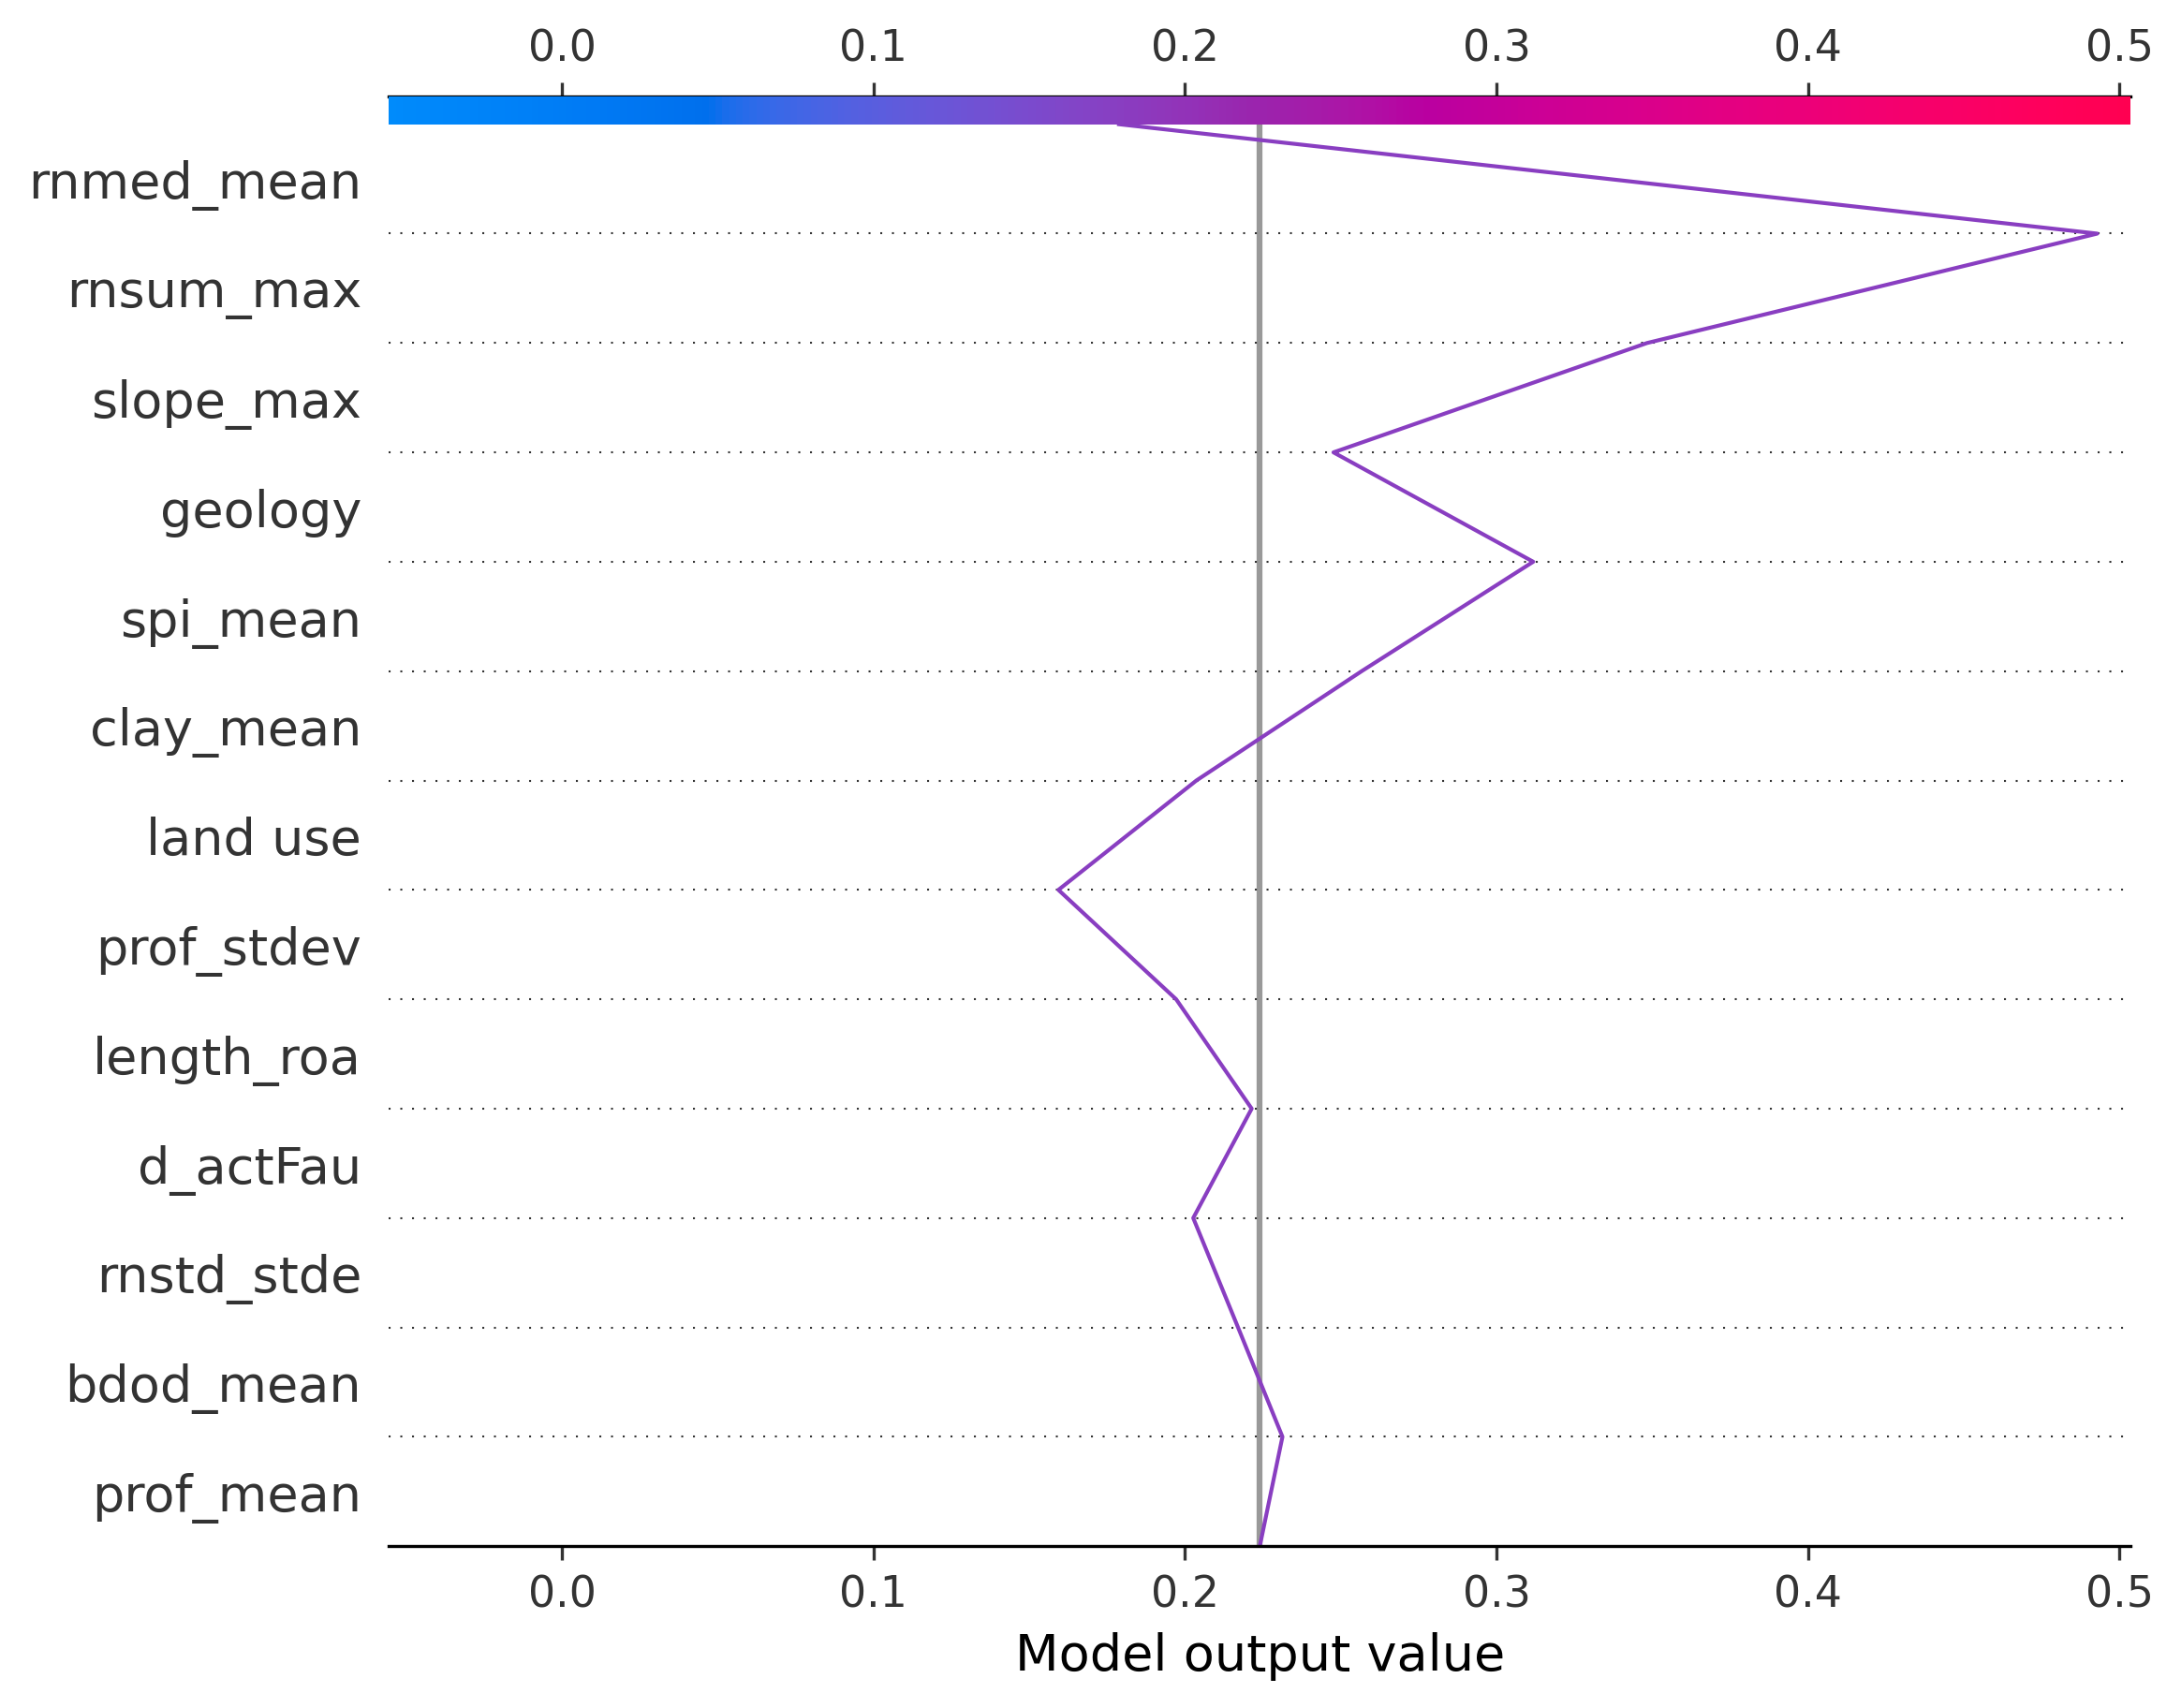 0.0 0.1 0.2 0.3 0.4 0.5
rnmed_mean
rnsum_max
slope_max
geology
spi_mean
clay_mean
land use
prof_stdev
length_roa
d_actFau
rnstd_stde
bdod_mean
prof_mean
0.0 0.1 0.2 0.3 0.4 0.5
Model output value